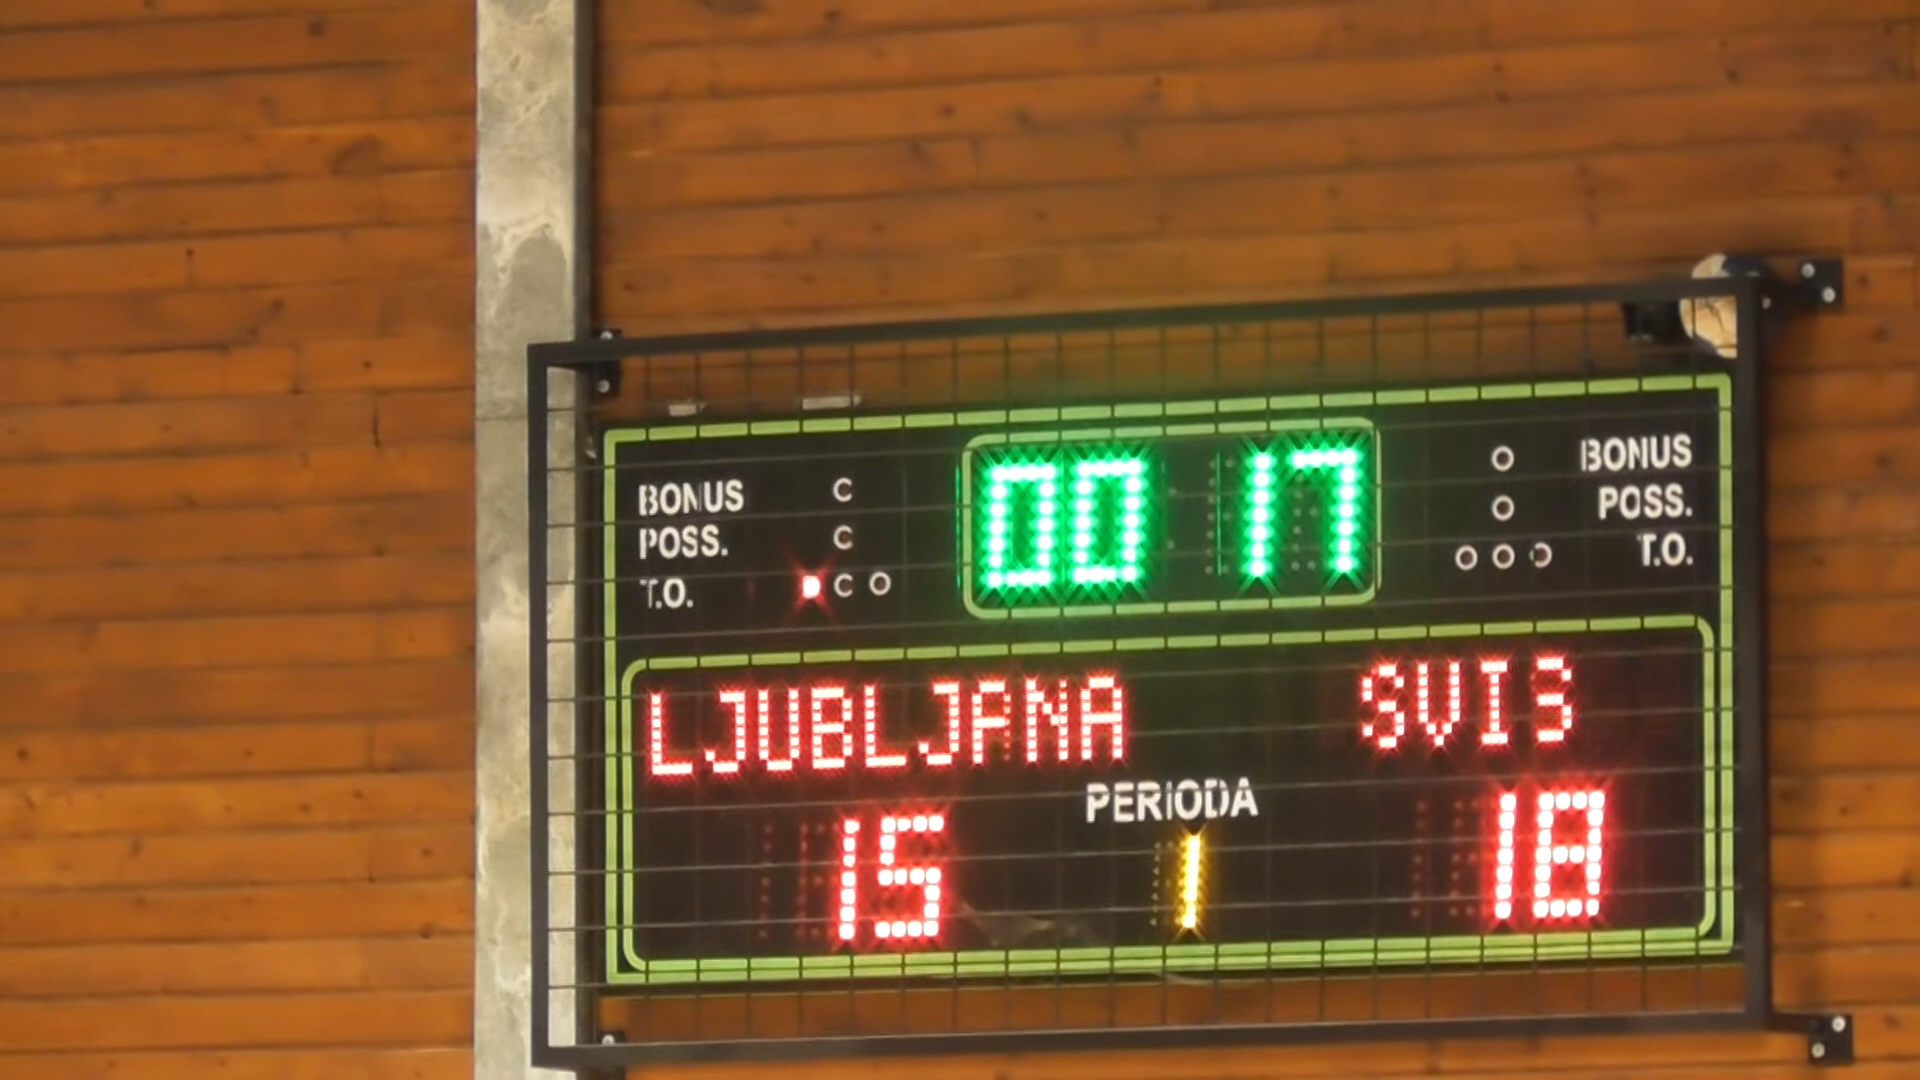 00 17
BONUS
POSS.
T.O.
BONUS
POSS.
T.O.
LJUBLJANA SVIS
PERIODA
15 1 18